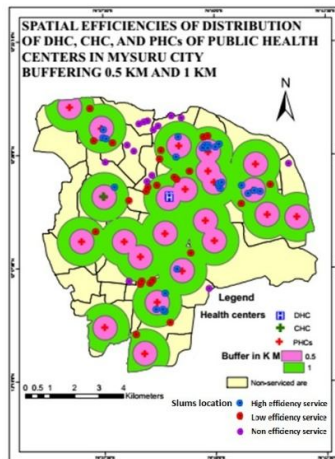 SPATIAL EFFICIENCIES OF DISTRIBUTION
OF DHC, CHC, AND PHCs OF PUBLIC HEALTH
CENTERS IN MYSURU CITY
BUFFERING 0.5 KM AND 1 KM
N
H
Legend
Health centers
H DHC
CHC
PHCs
Buffer in K M
0.5
1
Non-serviced are
0 0.5 1 2 3 4
Kilometers
Slums location
High efficiency service
Low efficiency service
Non efficiency service